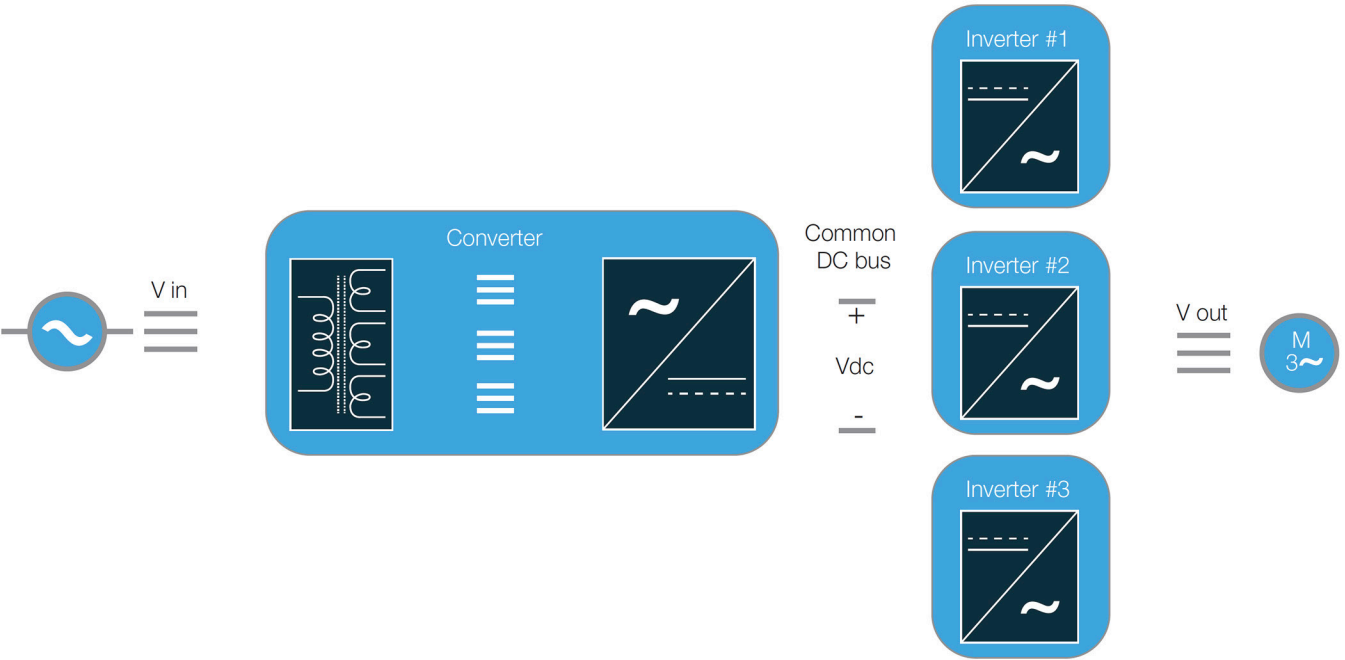 V in
Converter
Common
DC bus
+
Vdc
-
Inverter #1
Inverter #2
Inverter #3
V out
M
3~